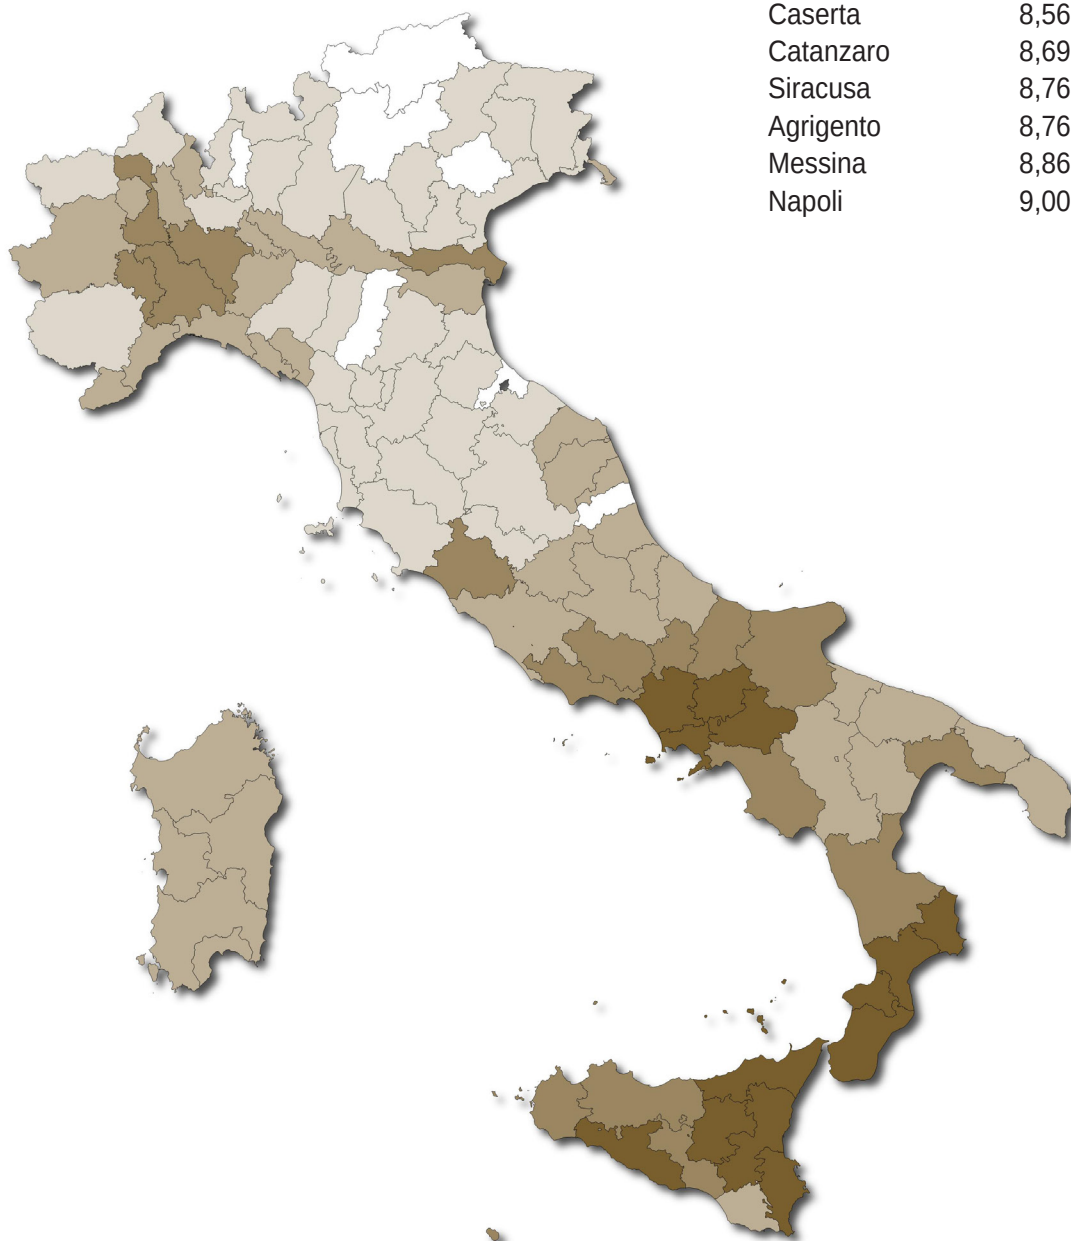 Caserta 8,56
Catanzaro 8,69
Siracusa 8,76
Agrigento 8,76
Messina 8,86
Napoli 9,00